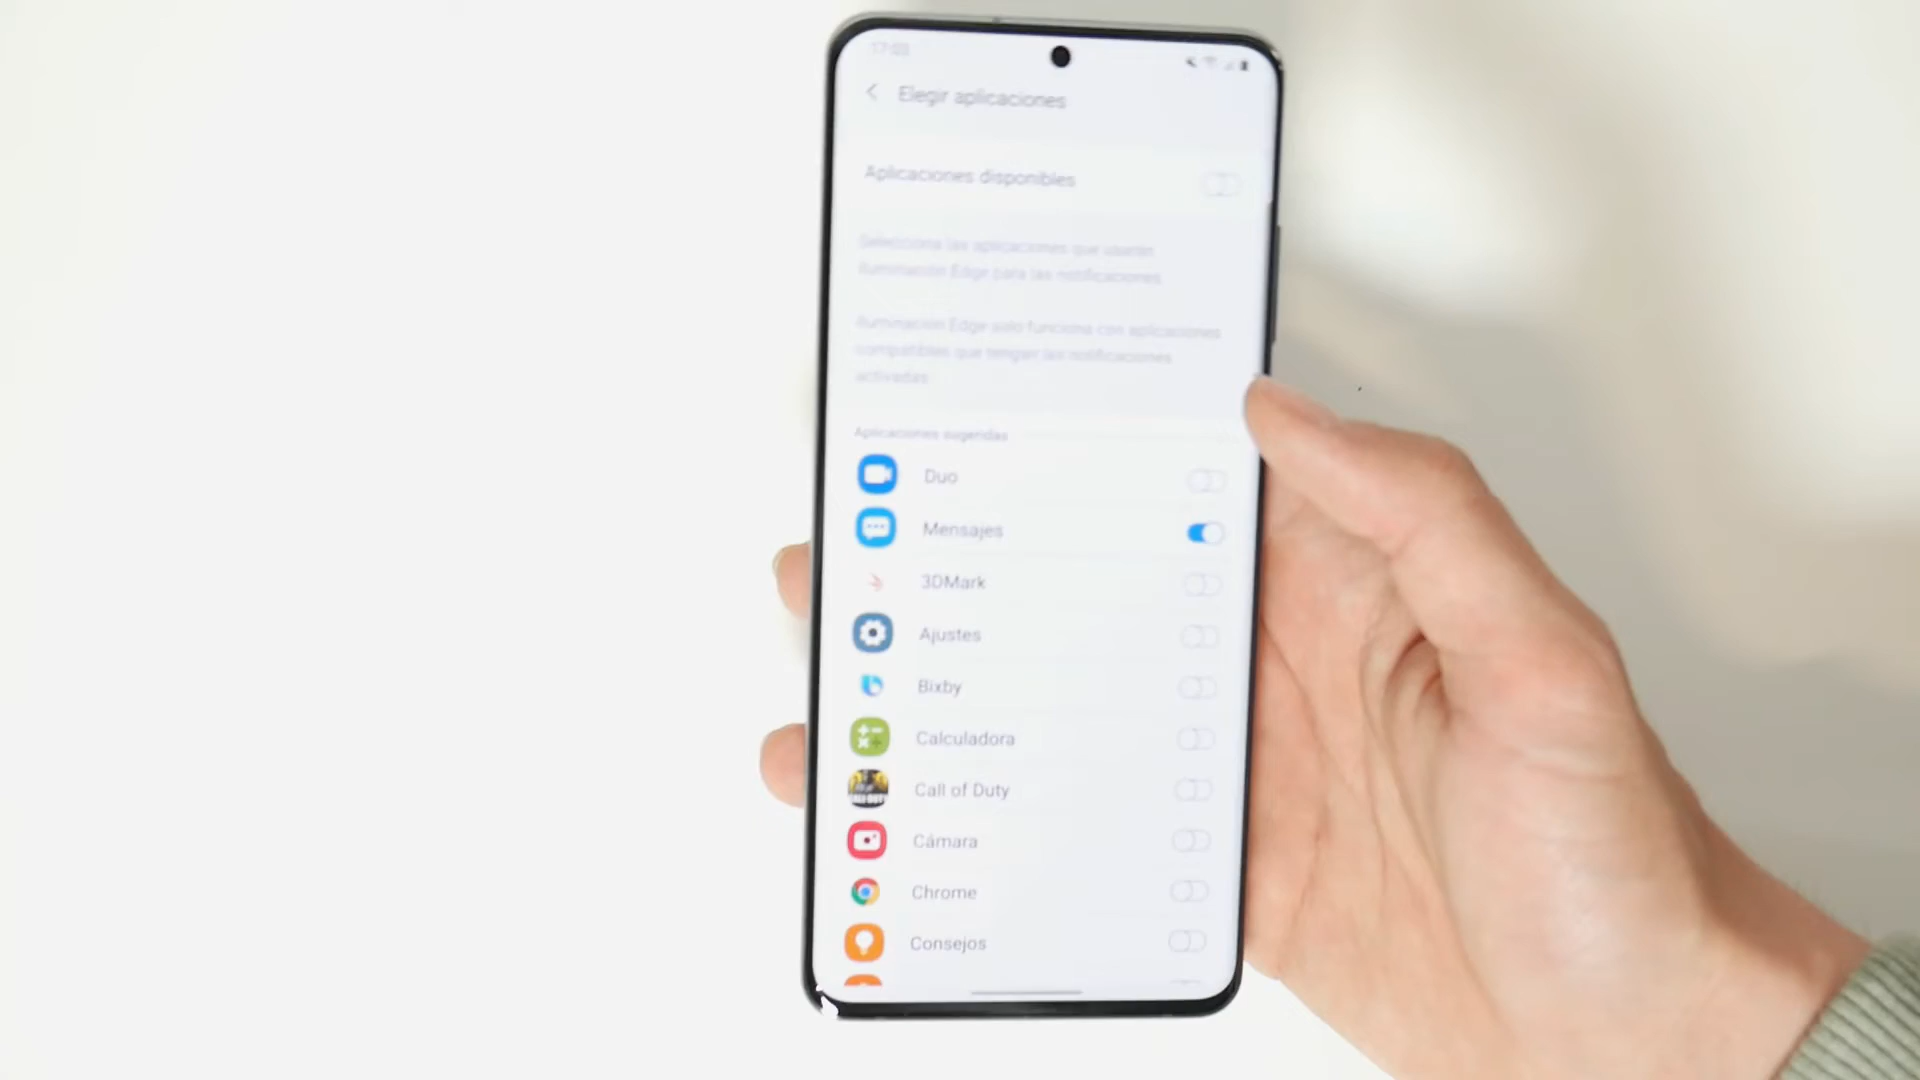 17:03
Elegir aplicaciones
Aplicaciones disponibles
Selecciona las aplicaciones que usarán
Iluminación Edge para las notificaciones.
Iluminación Edge solo funciona con aplicaciones
compatibles que tengan las notificaciones
activadas.
Aplicaciones sugeridas
Duo
Mensajes
3DMark
Ajustes
Bixby
Calculadora
Call of Duty
Cámara
Chrome
Consejos